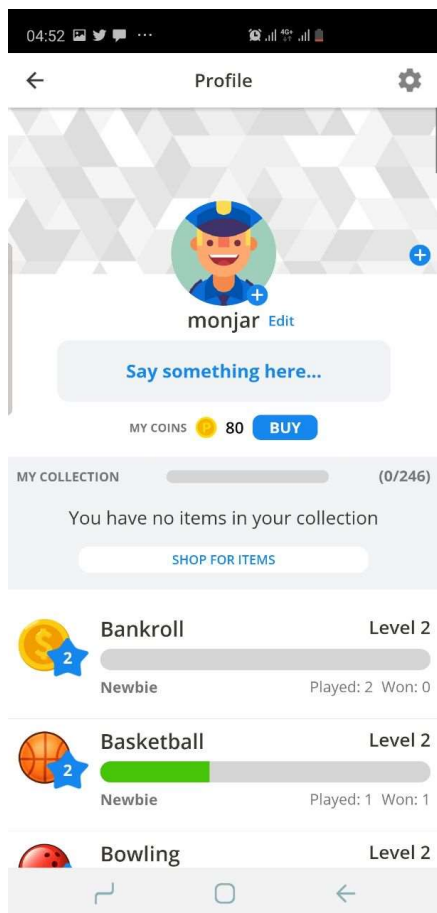 04:52 ...
4G+
Profile
monjar Edit
Say something here...
MY COINS P 80 BUY
MY COLLECTION (0/246)
You have no items in your collection
SHOP FOR ITEMS
$ 2 Bankroll Level 2
Newbie Played: 2 Won: 0
2 Basketball Level 2
Newbie Played: 1 Won: 1
Bowling Level 2